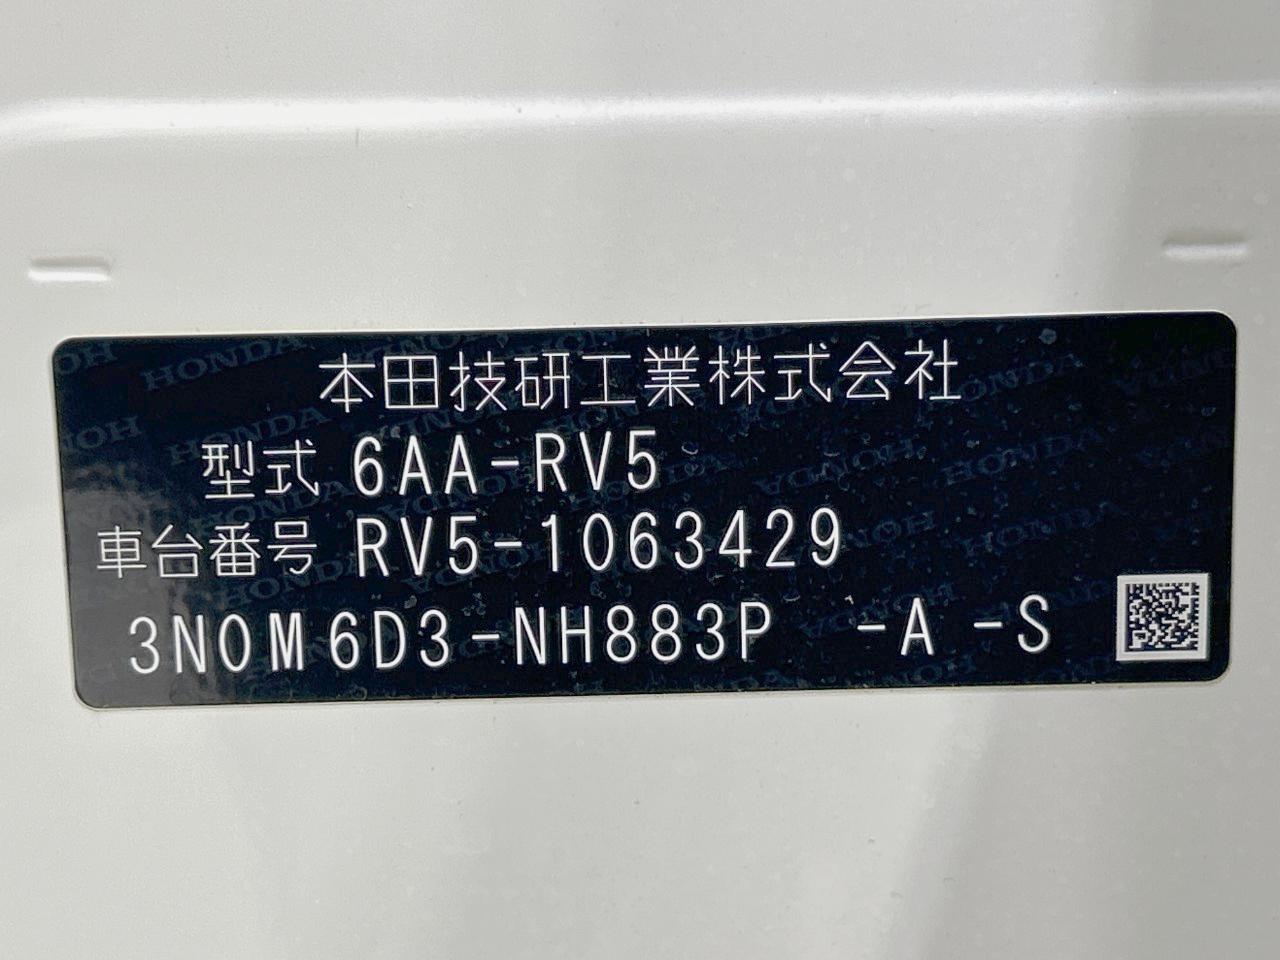 本田技研工業株式会社
型式 6AA-RV5
車台番号 RV5-1063429
3N0M6D3-NH883P -A -S